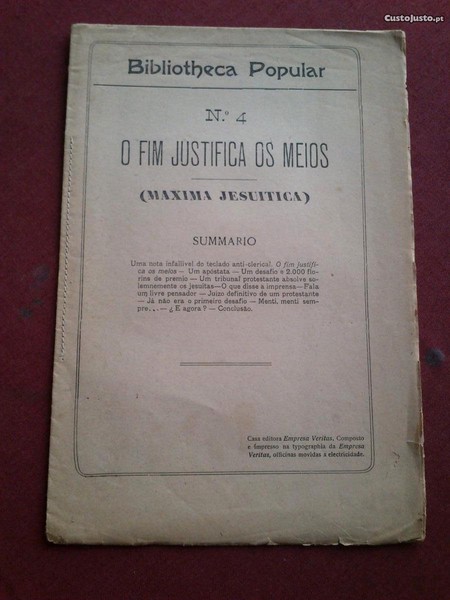 CustoJusto.pt
Bibliotheca Popular
N.º 4
O FIM JUSTIFICA OS MEIOS
(MAXIMA JESUITICA)
SUMMARIO
Uma nota infallivel do teclado anti-clerical. O fim justifi-
ca os meios — Um apóstata — Um desafio e 2.000 flo-
rins de premio — Um tribunal protestante absolve so-
lemnemente os jesuitas — O que disse a imprensa — Fala
um livre pensador — Juizo definitivo de um protestante
— Já não era o primeiro desafio — Menti, menti sem-
pre... — ¿ E agora ? — Conclusão.
Casa editora Empresa Veritas. Composto
e impresso na typographia da Empresa
Veritas, officinas movidas á electricidade.